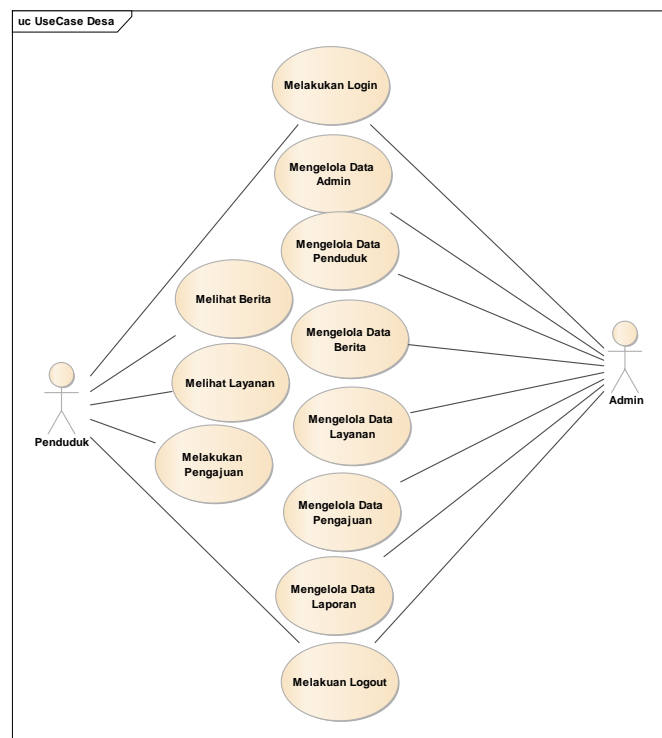 uc UseCase Desa
Melakukan Login
Mengelola Data
Admin
Mengelola Data
Penduduk
Melihat Berita
Mengelola Data
Berita
Melihat Layanan
Admin
Penduduk
Mengelola Data
Layanan
Melakukan
Pengajuan
Mengelola Data
Pengajuan
Mengelola Data
Laporan
Melakuan Logout